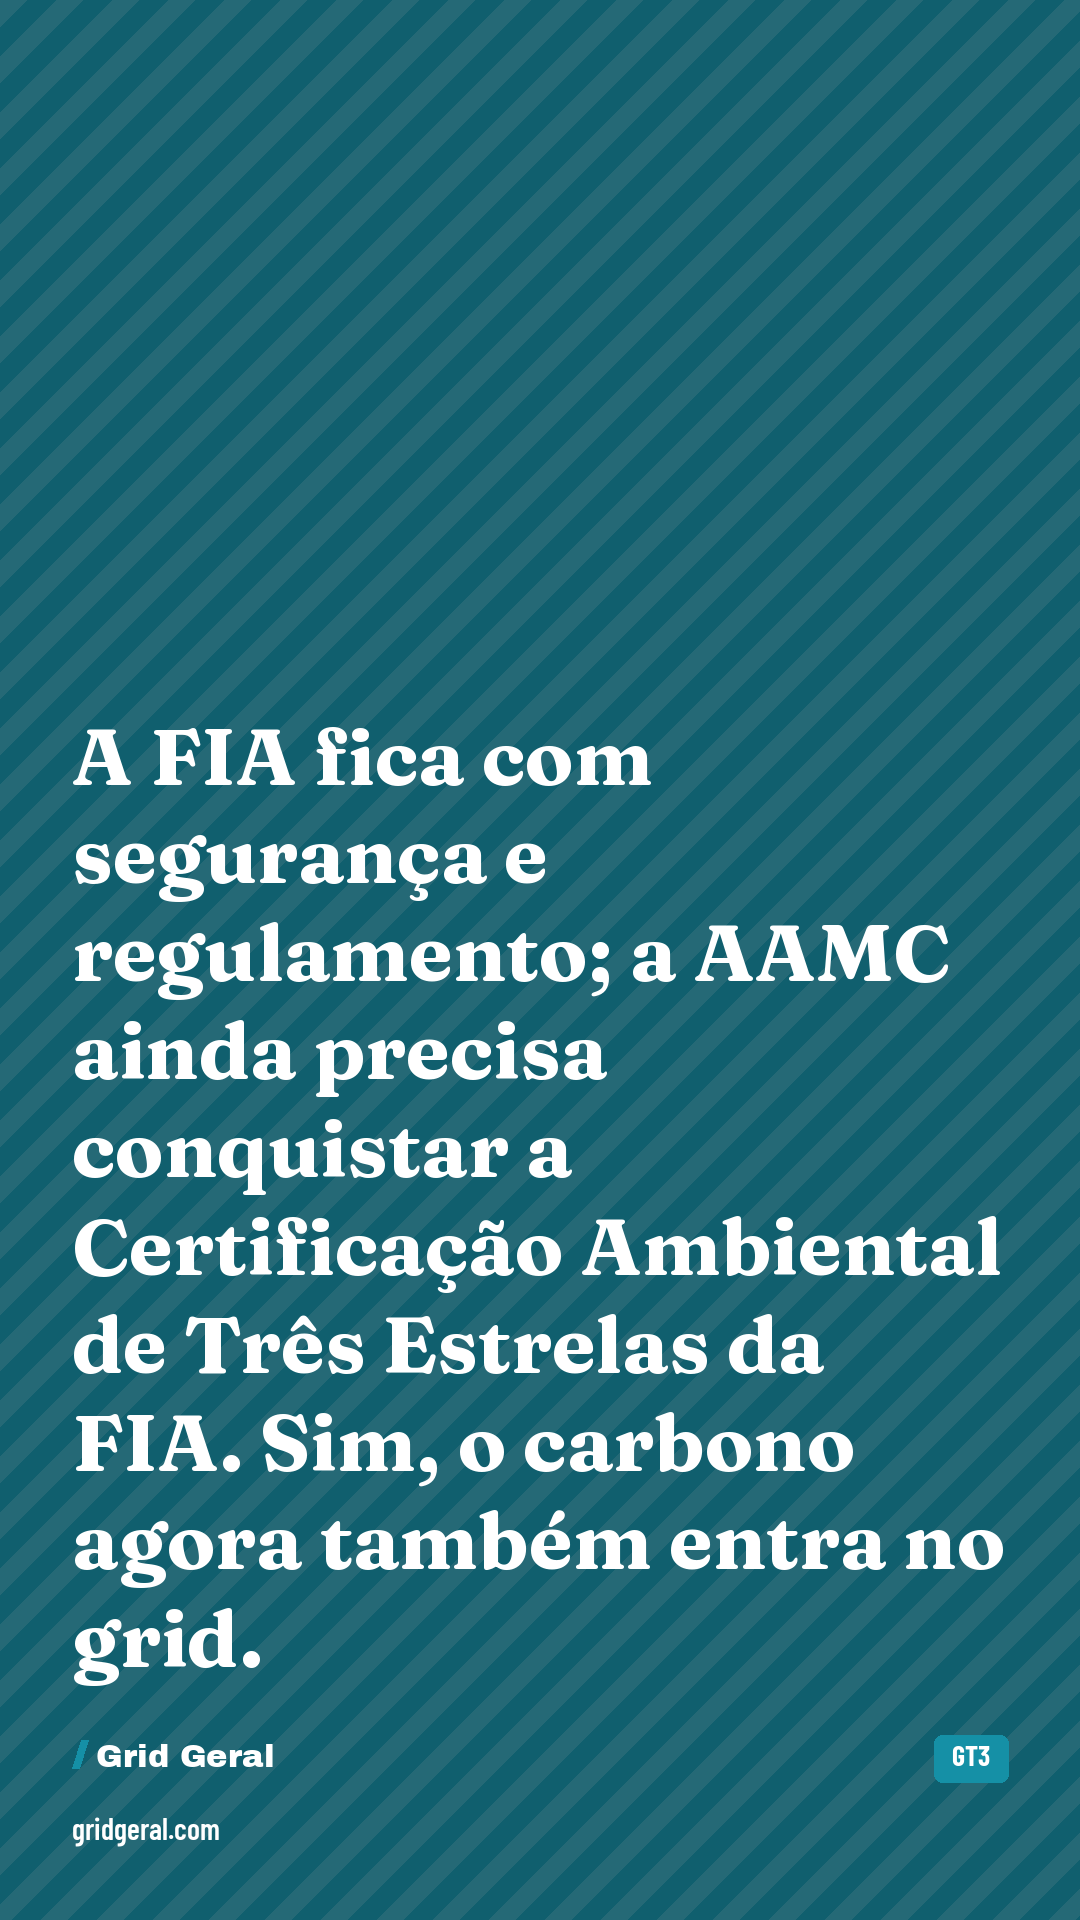 A FIA fica com
segurança e
regulamento; a AAMC
ainda precisa
conquistar a
Certificação Ambiental
de Três Estrelas da
FIA. Sim, o carbono
agora também entra no
grid.
/ Grid Geral
GT3
gridgeral.com